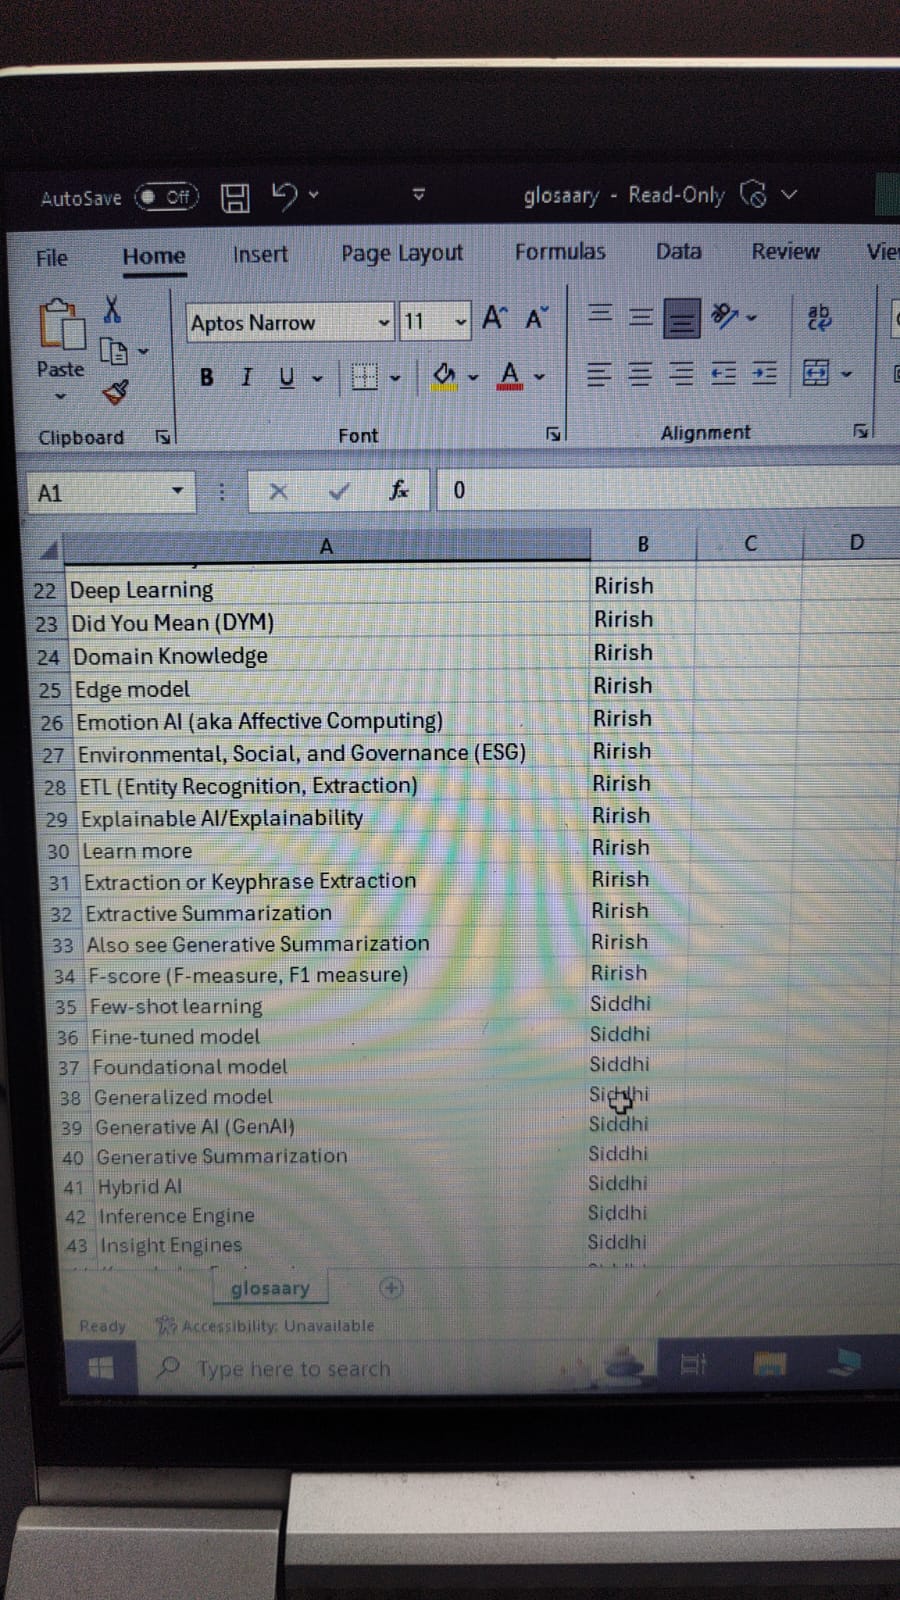 AutoSave Off glosaary - Read-Only
File Home Insert Page Layout Formulas Data Review
Paste Aptos Narrow 11 A A ab
B I U A
Clipboard Font Alignment
A1 fx 0
A B C D
22 Deep Learning Rirish
23 Did You Mean (DYM) Rirish
24 Domain Knowledge Rirish
25 Edge model Rirish
26 Emotion AI (aka Affective Computing) Rirish
27 Environmental, Social, and Governance (ESG) Rirish
28 ETL (Entity Recognition, Extraction) Rirish
29 Explainable AI/Explainability Rirish
30 Learn more Rirish
31 Extraction or Keyphrase Extraction Rirish
32 Extractive Summarization Rirish
33 Also see Generative Summarization Rirish
34 F-score (F-measure, F1 measure) Rirish
35 Few-shot learning Siddhi
36 Fine-tuned model Siddhi
37 Foundational model Siddhi
38 Generalized model Siddhi
39 Generative AI (GenAI) Siddhi
40 Generative Summarization Siddhi
41 Hybrid AI Siddhi
42 Inference Engine Siddhi
43 Insight Engines Siddhi
glosaary
Ready Accessibility: Unavailable
Type here to search